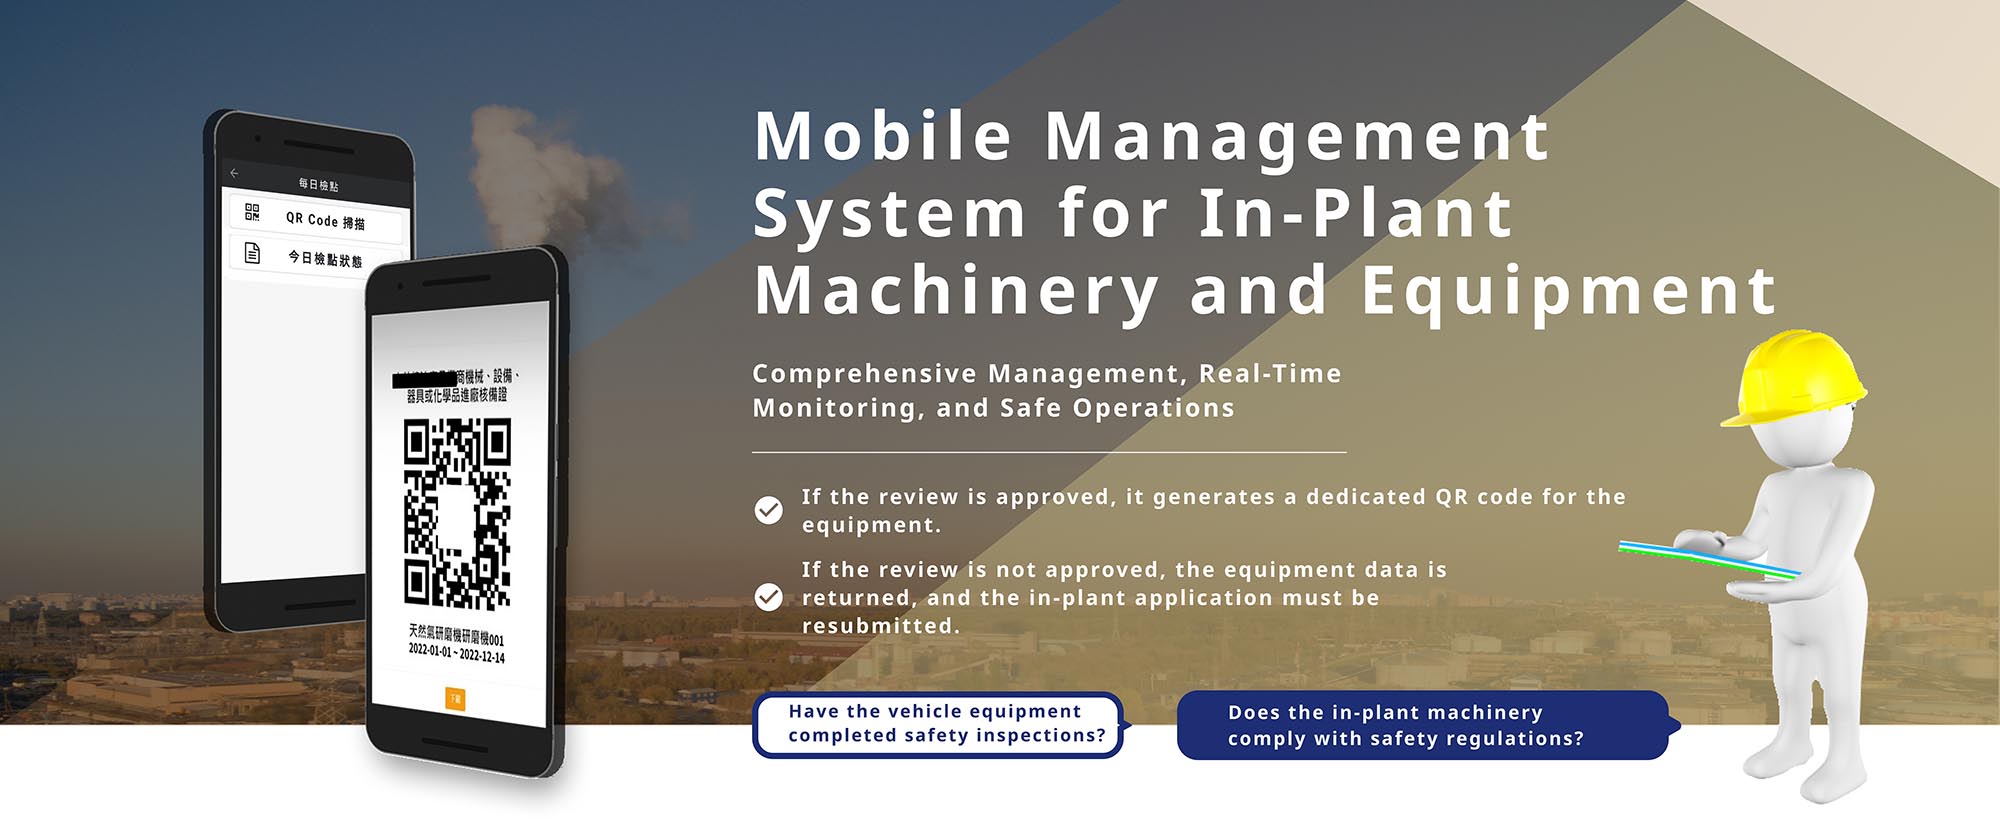 每日檢點
QR Code 掃描
今日檢點狀態
商機械、設備、
器具或化學品進廠核備證
天然氣研磨機研磨機001
2022-01-01 ~ 2022-12-14
下載
Mobile Management
System for In-Plant
Machinery and Equipment
Comprehensive Management, Real-Time
Monitoring, and Safe Operations
If the review is approved, it generates a dedicated QR code for the
equipment.
If the review is not approved, the equipment data is
returned, and the in-plant application must be
resubmitted.
Have the vehicle equipment
completed safety inspections?
Does the in-plant machinery
comply with safety regulations?